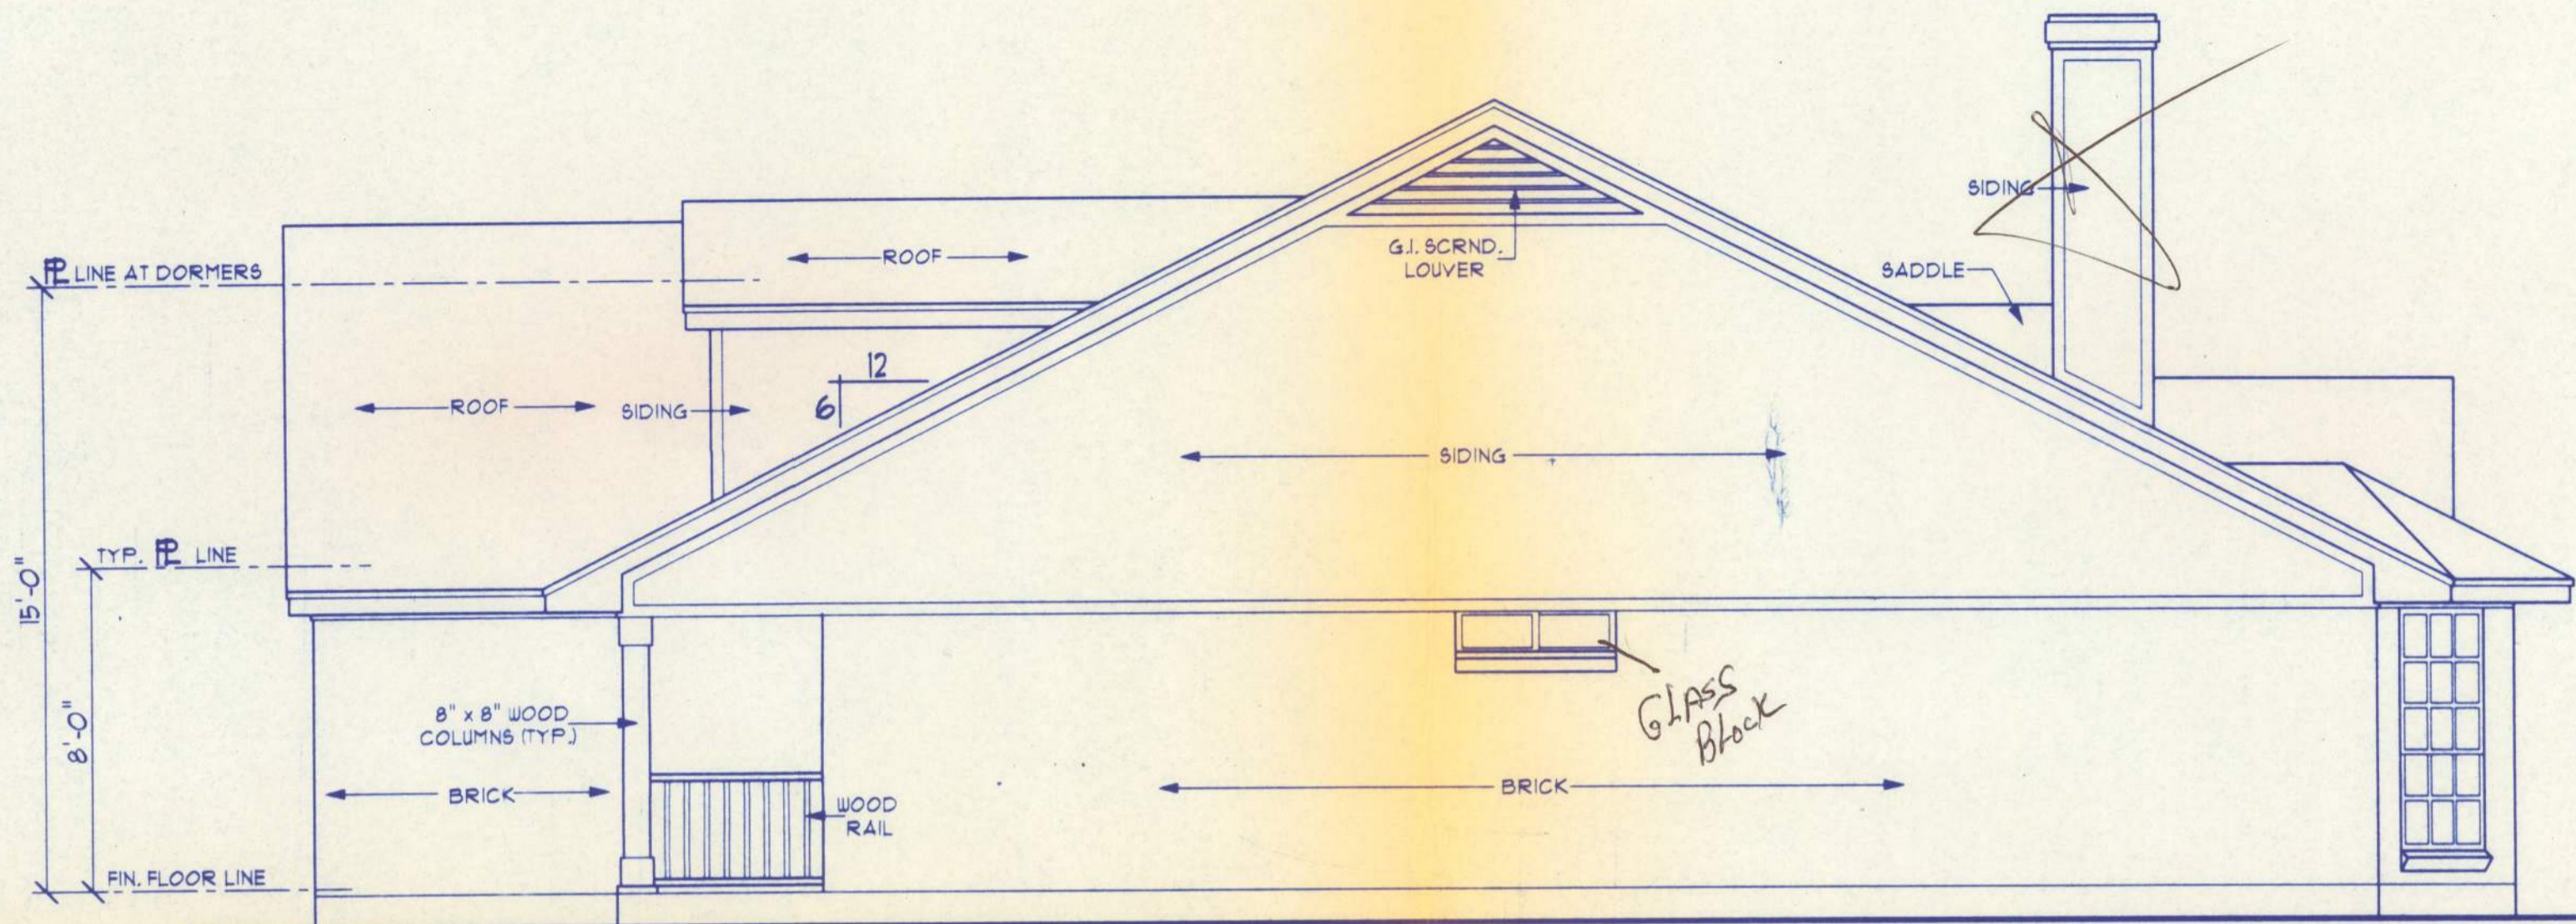 SIDING
ROOF
G.I. SCRND.
LOUVER
SADDLE
PL LINE AT DORMERS
12
6
ROOF
SIDING
SIDING
TYP. PL LINE
15'-0"
8'-0"
8" x 8" WOOD
COLUMNS (TYP.)
GLASS
Block
BRICK
BRICK
WOOD
RAIL
FIN. FLOOR LINE